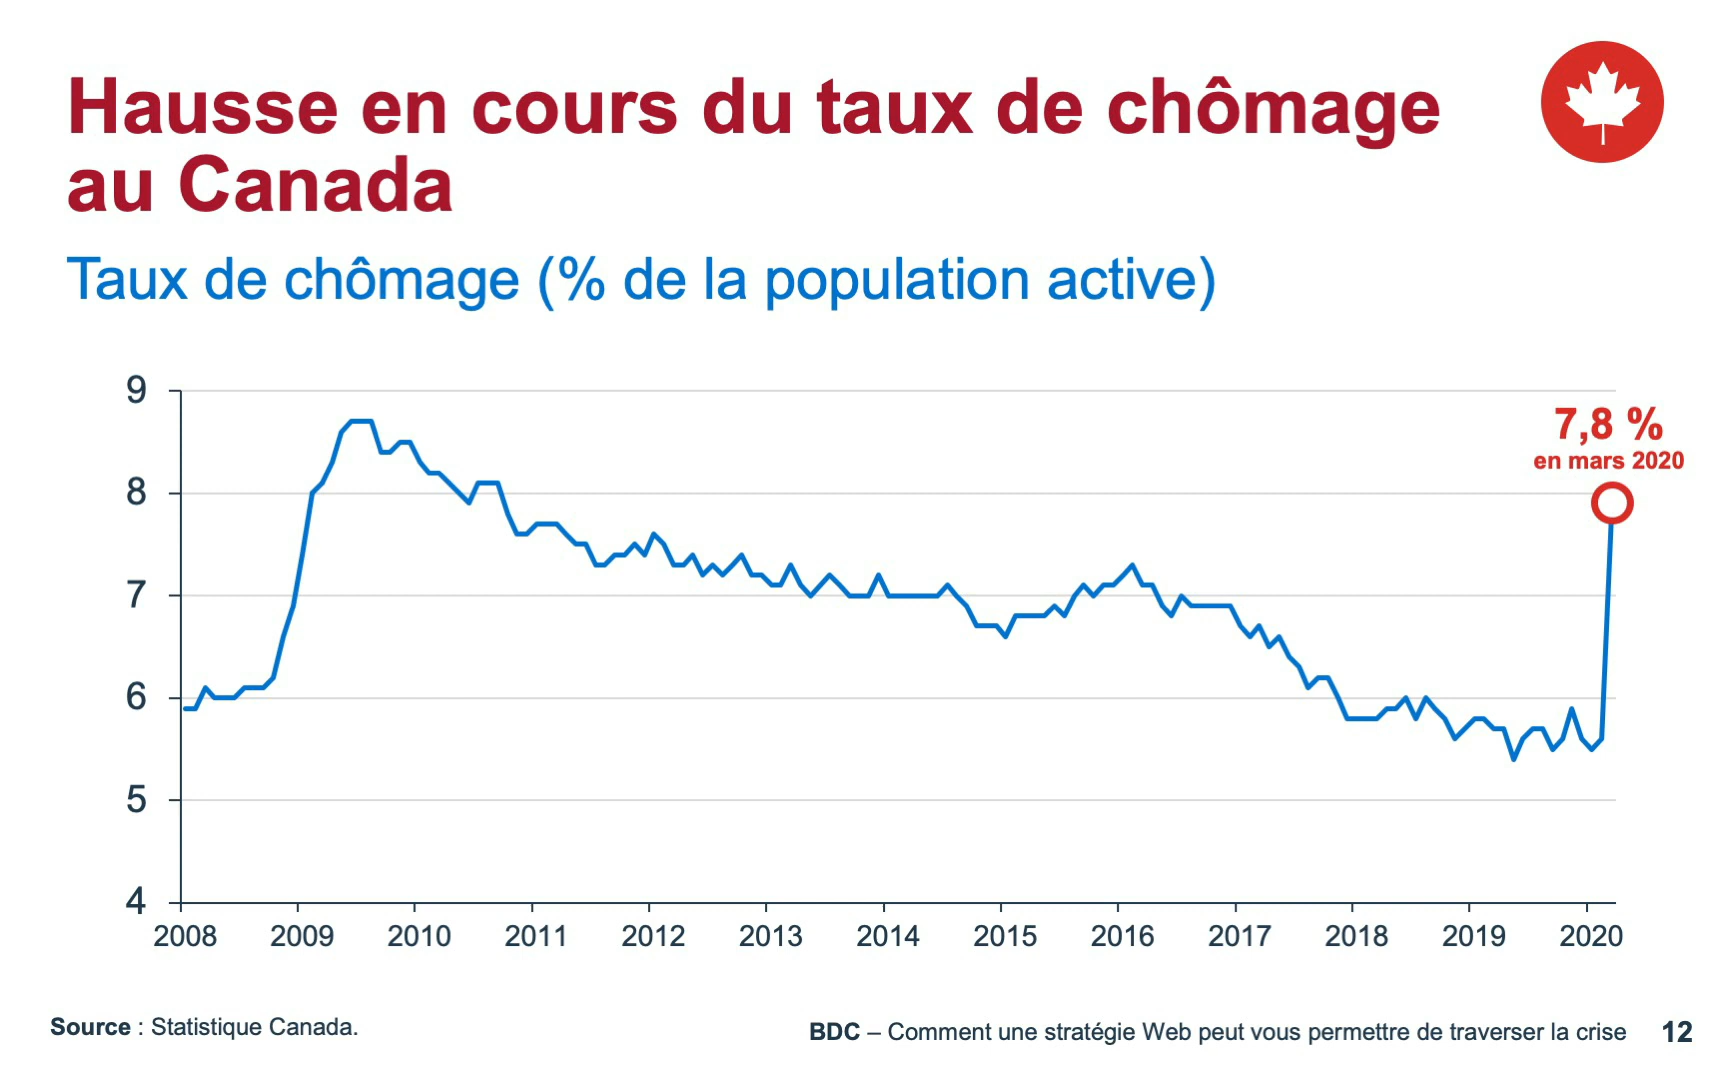 Hausse en cours du taux de chômage
au Canada
Taux de chômage (% de la population active)
9
8
7
6
5
4
7,8 %
en mars 2020
2008 2009 2010 2011 2012 2013 2014 2015 2016 2017 2018 2019 2020
Source : Statistique Canada.
BDC – Comment une stratégie Web peut vous permettre de traverser la crise 12